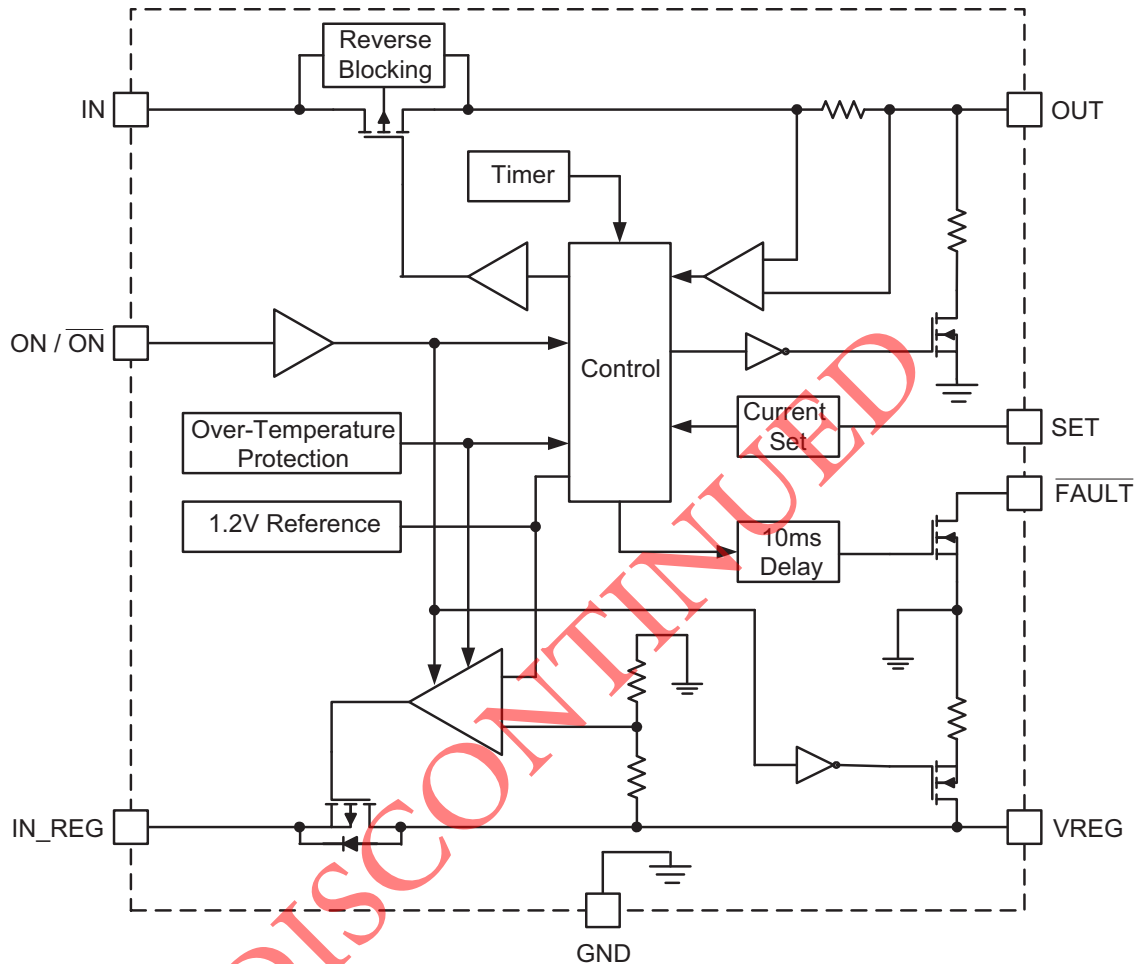 Reverse
Blocking
IN
OUT
Timer
ON / ON
Control
Over-Temperature
Protection
Current
Set
SET
FAULT
1.2V Reference
10ms
Delay
IN_REG
VREG
GND
DISCONTINUED